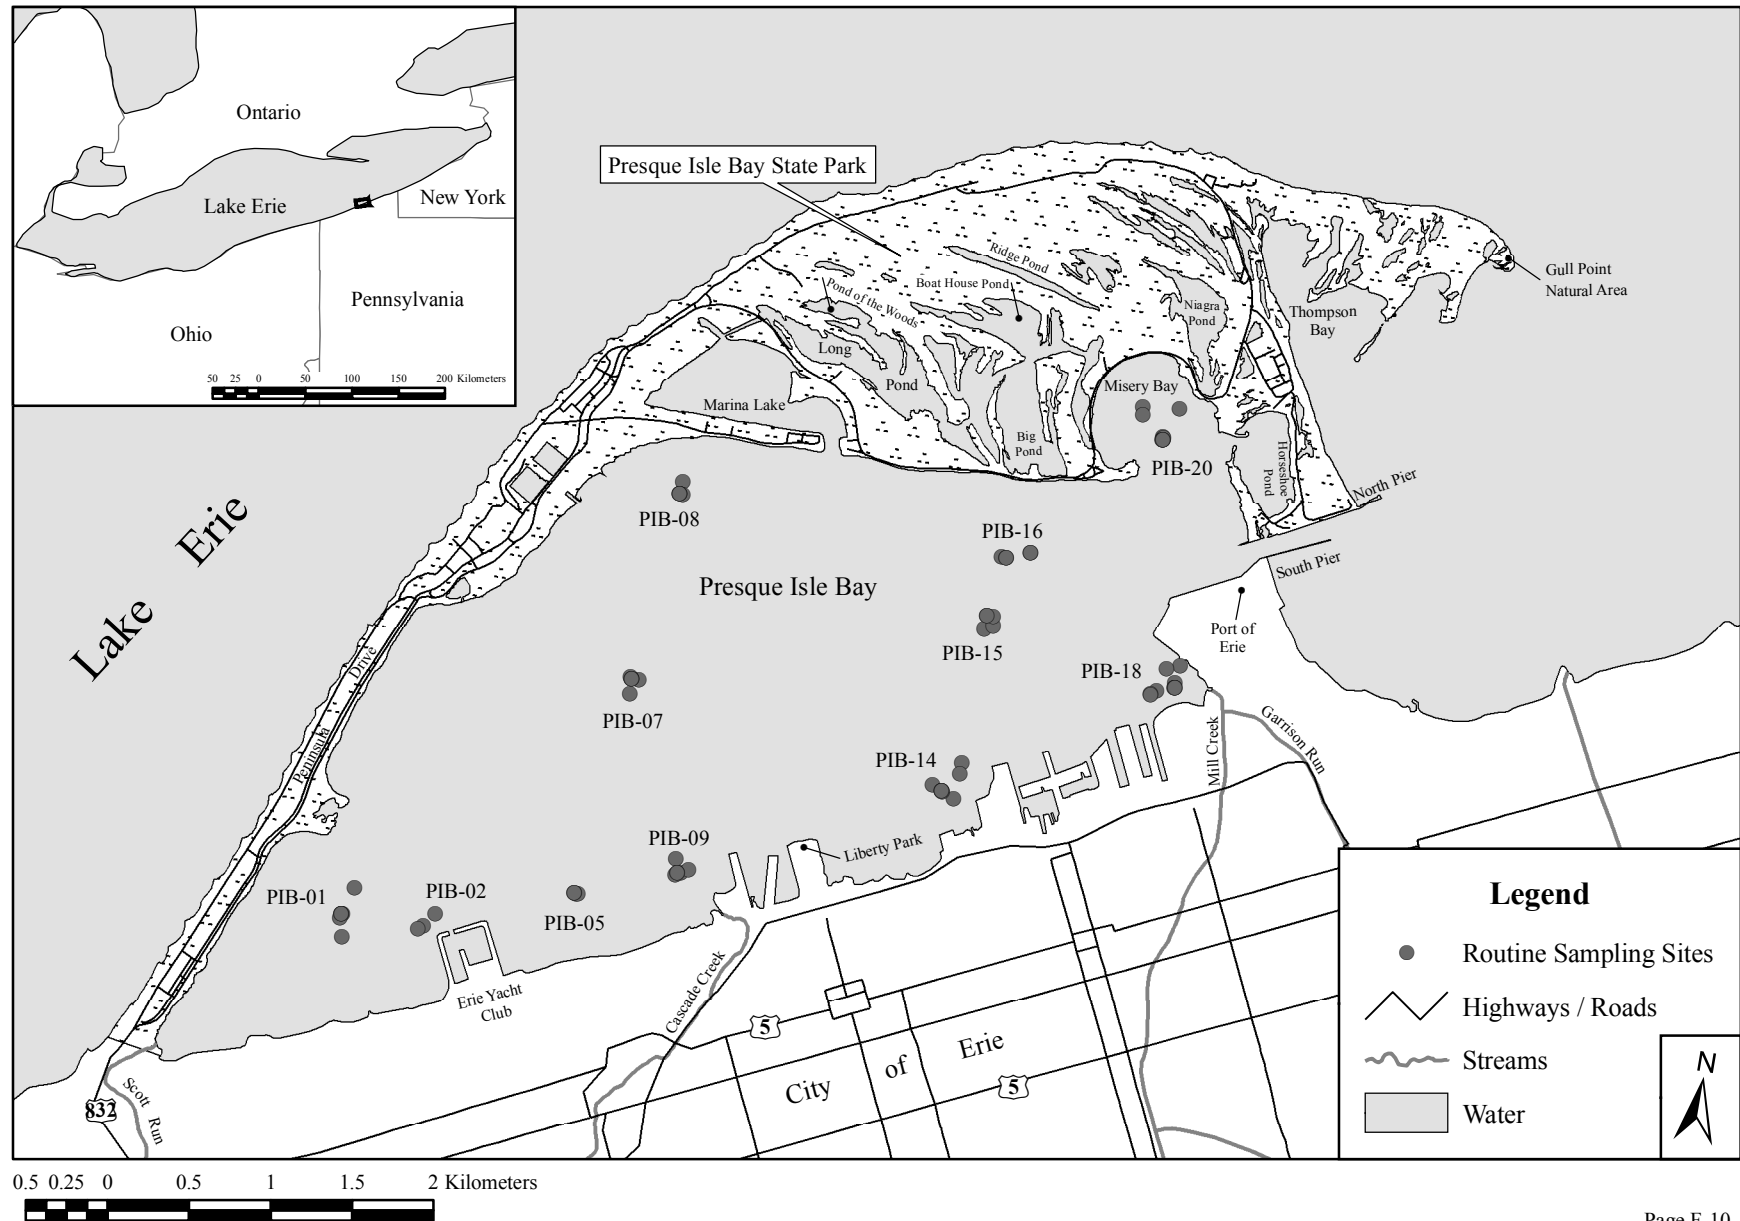 Ontario
Lake Erie
New York
Pennsylvania
Ohio
50 25 0 50 100 150 200 Kilometers
Presque Isle Bay State Park
Ridge Pond
Boat House Pond
Pond of the Woods
Niagra
Pond
Thompson
Bay
Gull Point
Natural Area
Long
Pond
Misery Bay
Marina Lake
Big
Pond
PIB-20
Horseshoe
Pond
North Pier
PIB-08
Lake Erie
PIB-16
South Pier
Presque Isle Bay
Port of
Erie
PIB-15
PIB-18
Peninsula Drive
PIB-07
Mill Creek
Garrison Run
PIB-14
PIB-09
Liberty Park
PIB-01
PIB-02
PIB-05
Erie Yacht
Club
Cascade Creek
5
City of Erie
5
832
Scott Run
Legend
Routine Sampling Sites
Highways / Roads
Streams
Water
N
0.5 0.25 0 0.5 1 1.5 2 Kilometers
Page E-10